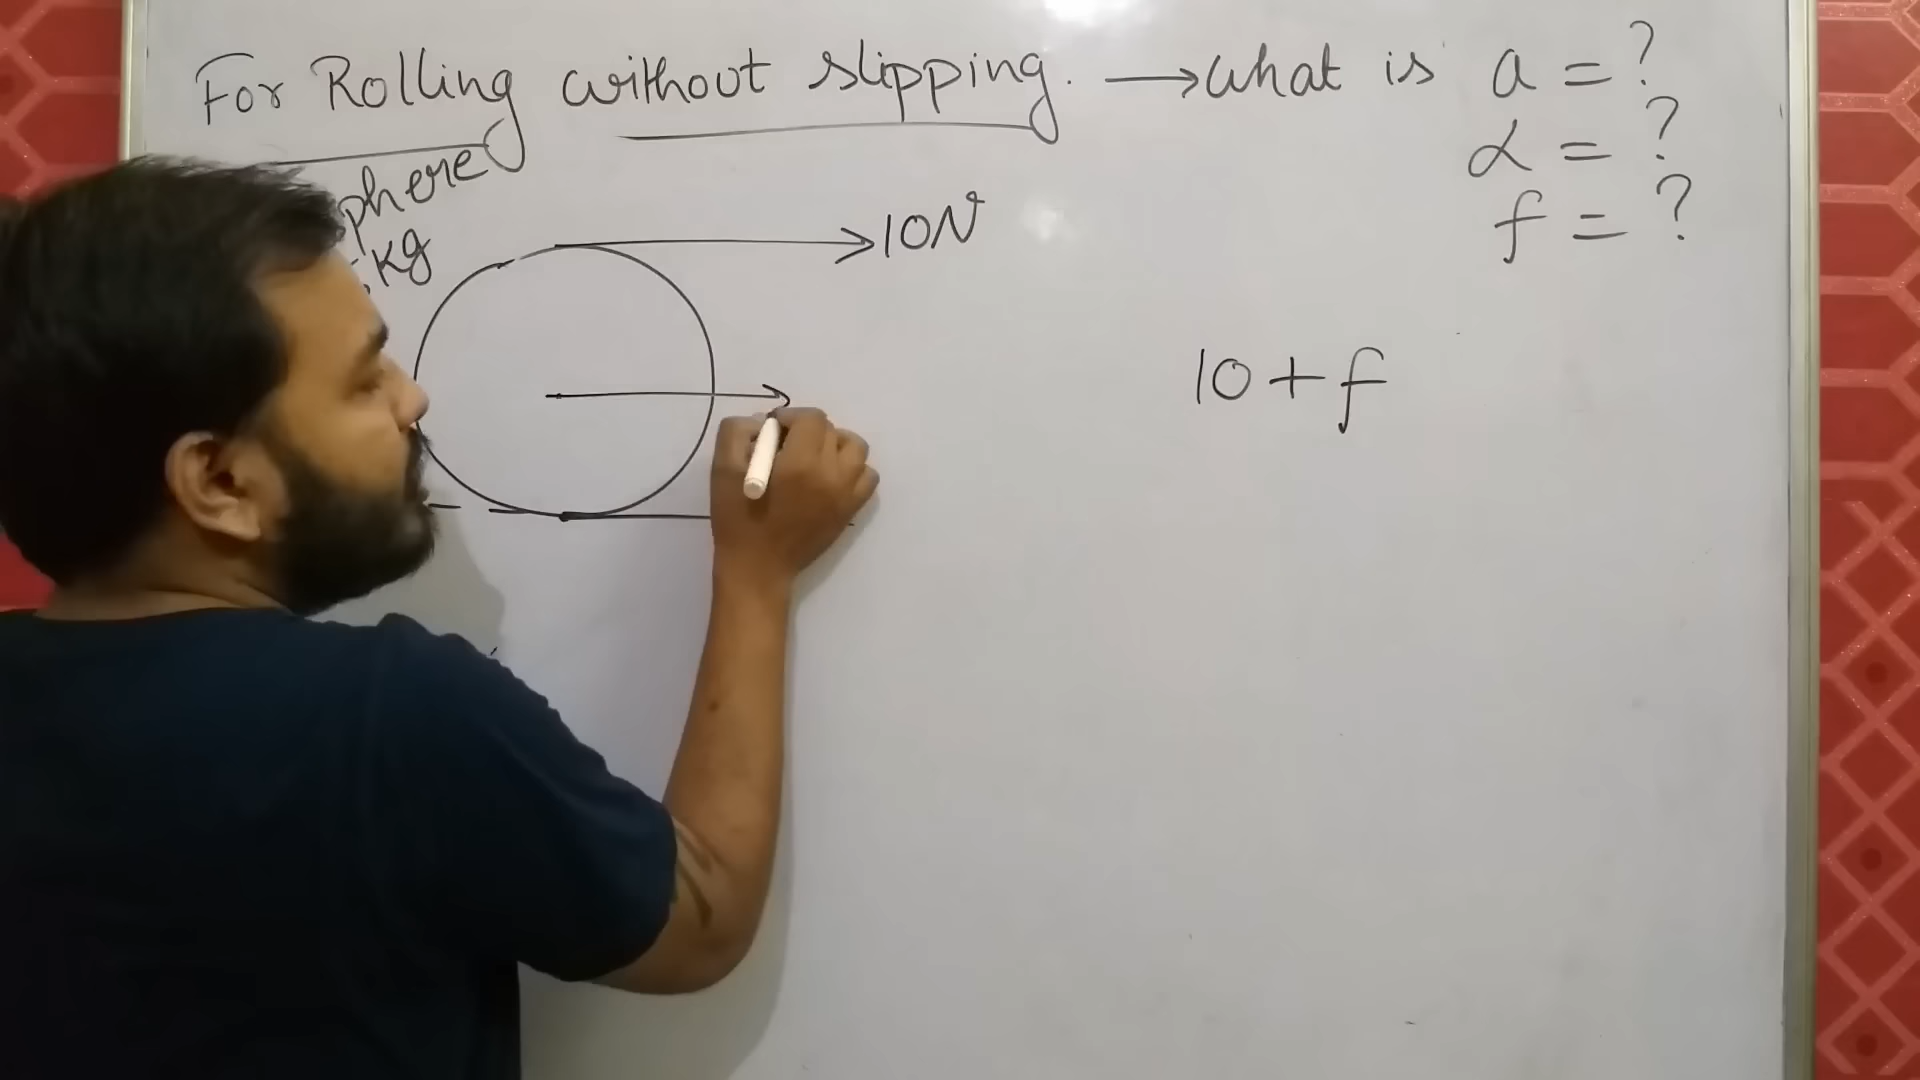 For Rolling without slipping. → what is a = ?
α = ?
f = ?
phere
kg
10N
10 + f